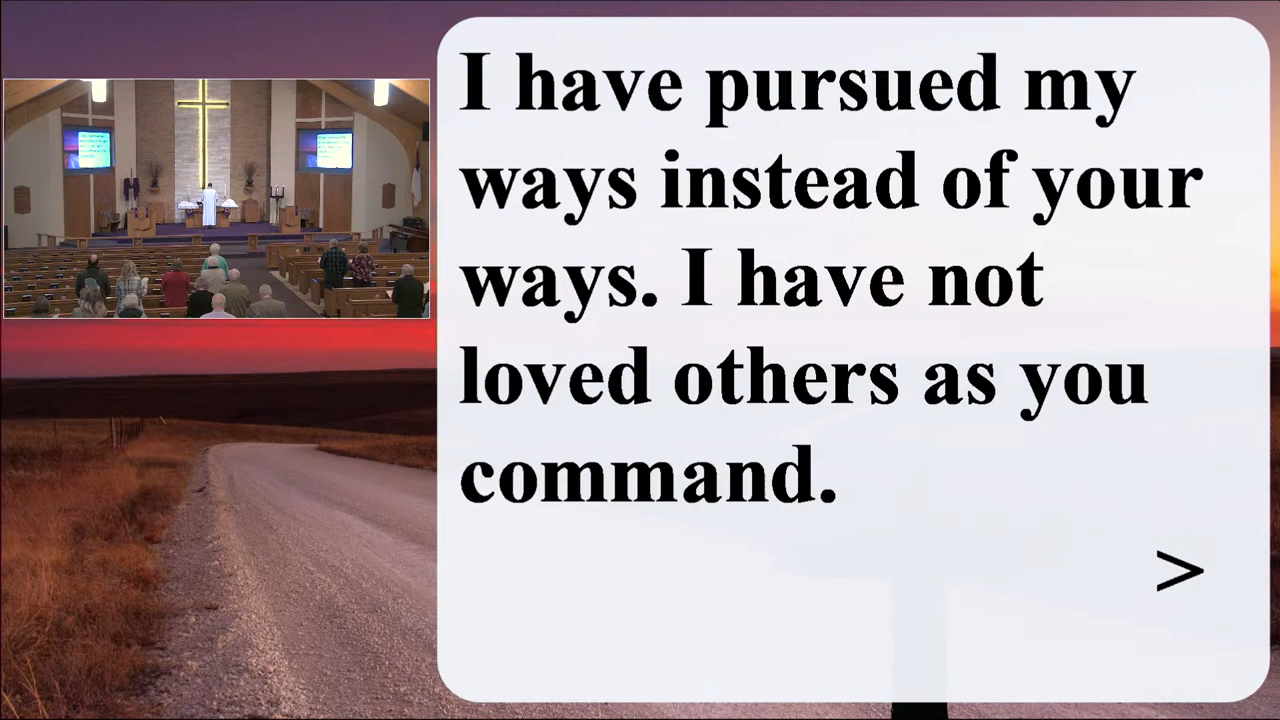 I have pursued my
ways instead of your
ways. I have not
loved others as you
command.
>